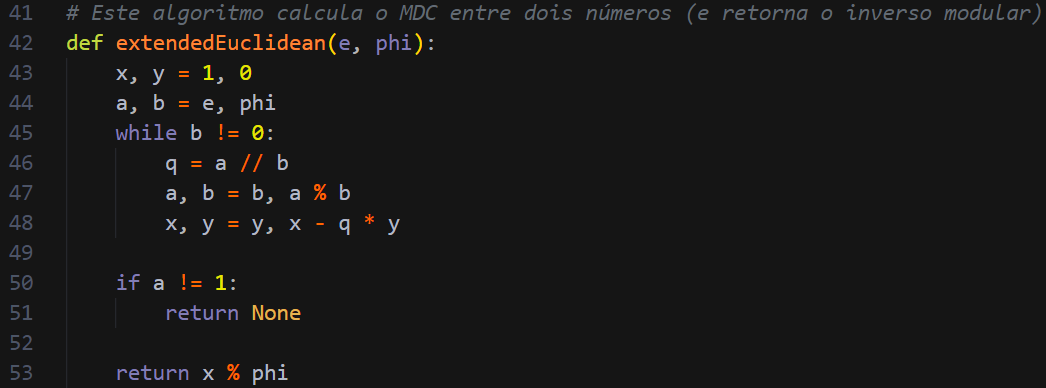 41 # Este algoritmo calcula o MDC entre dois números (e retorna o inverso modular)
42 def extendedEuclidean(e, phi):
43     x, y = 1, 0
44     a, b = e, phi
45     while b != 0:
46         q = a // b
47         a, b = b, a % b
48         x, y = y, x - q * y
49
50     if a != 1:
51         return None
52
53     return x % phi